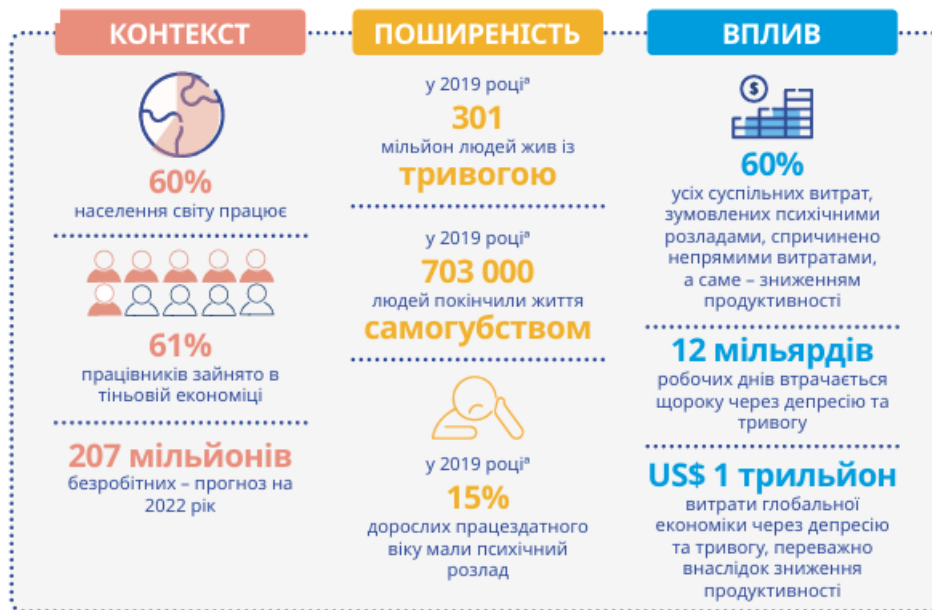 КОНТЕКСТ
60%
населення світу працює
61%
працівників зайнято в
тіньовій економіці
207 мільйонів
безробітних – прогноз на
2022 рік
ПОШИРЕНІСТЬ
у 2019 роціª
301
мільйон людей жив із
тривогою
у 2019 роціª
703 000
людей покінчили життя
самогубством
у 2019 роціª
15%
дорослих працездатного
віку мали психічний
розлад
ВПЛИВ
$
60%
усіх суспільних витрат,
зумовлених психічними
розладами, спричинено
непрямими витратами,
а саме – зниженням
продуктивності
12 мільярдів
робочих днів втрачається
щороку через депресію та
тривогу
US$ 1 трильйон
витрати глобальної
економіки через депресію
та тривогу, переважно
внаслідок зниження
продуктивності